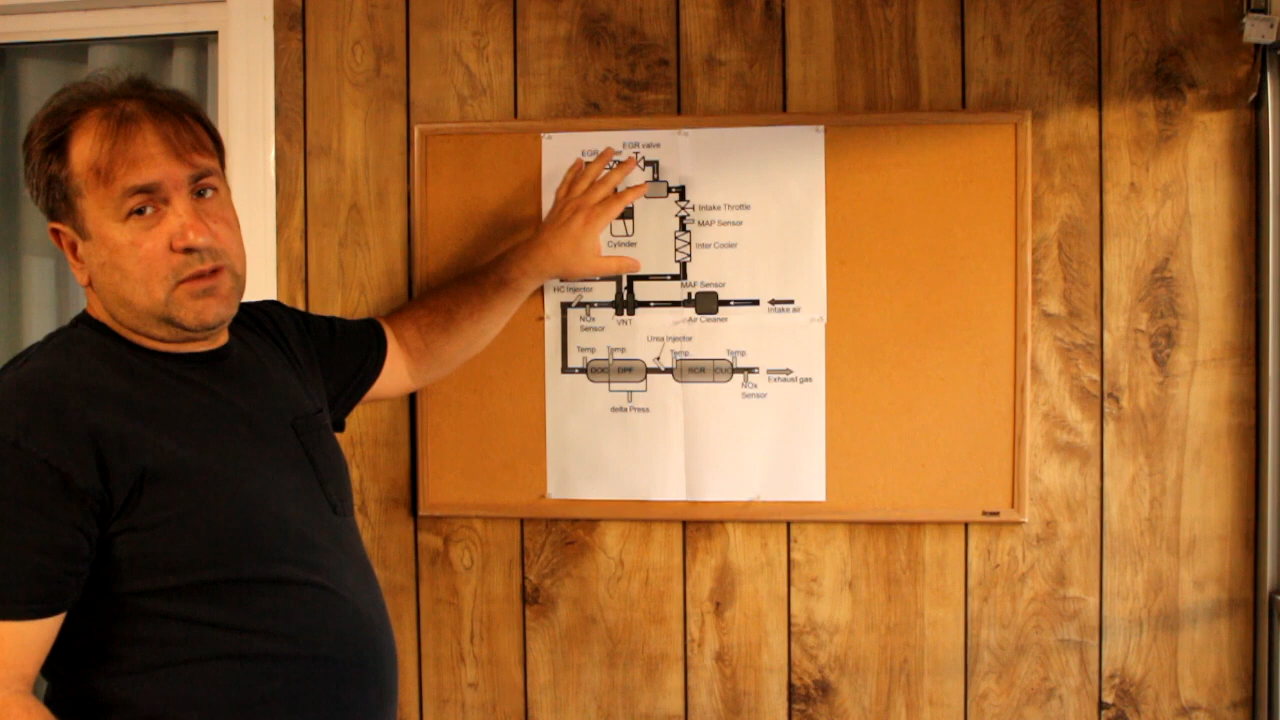 EGR valve
EGR
Intake Throttle
MAP Sensor
Cylinder
Inter Cooler
HC Injector
MAF Sensor
NOx
Sensor
VNT
Air Cleaner
Intake air
Urea Injector
Temp.
Temp.
Temp.
Temp.
DOC
DPF
SCR
Exhaust gas
NOx
Sensor
delta Press.